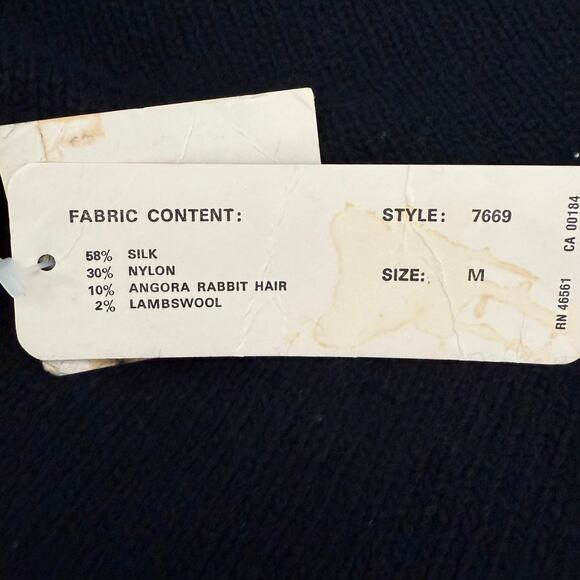 FABRIC CONTENT:
58% SILK
30% NYLON
10% ANGORA RABBIT HAIR
2% LAMBSWOOL
STYLE: 7669
SIZE: M
RN 46561 CA 00184